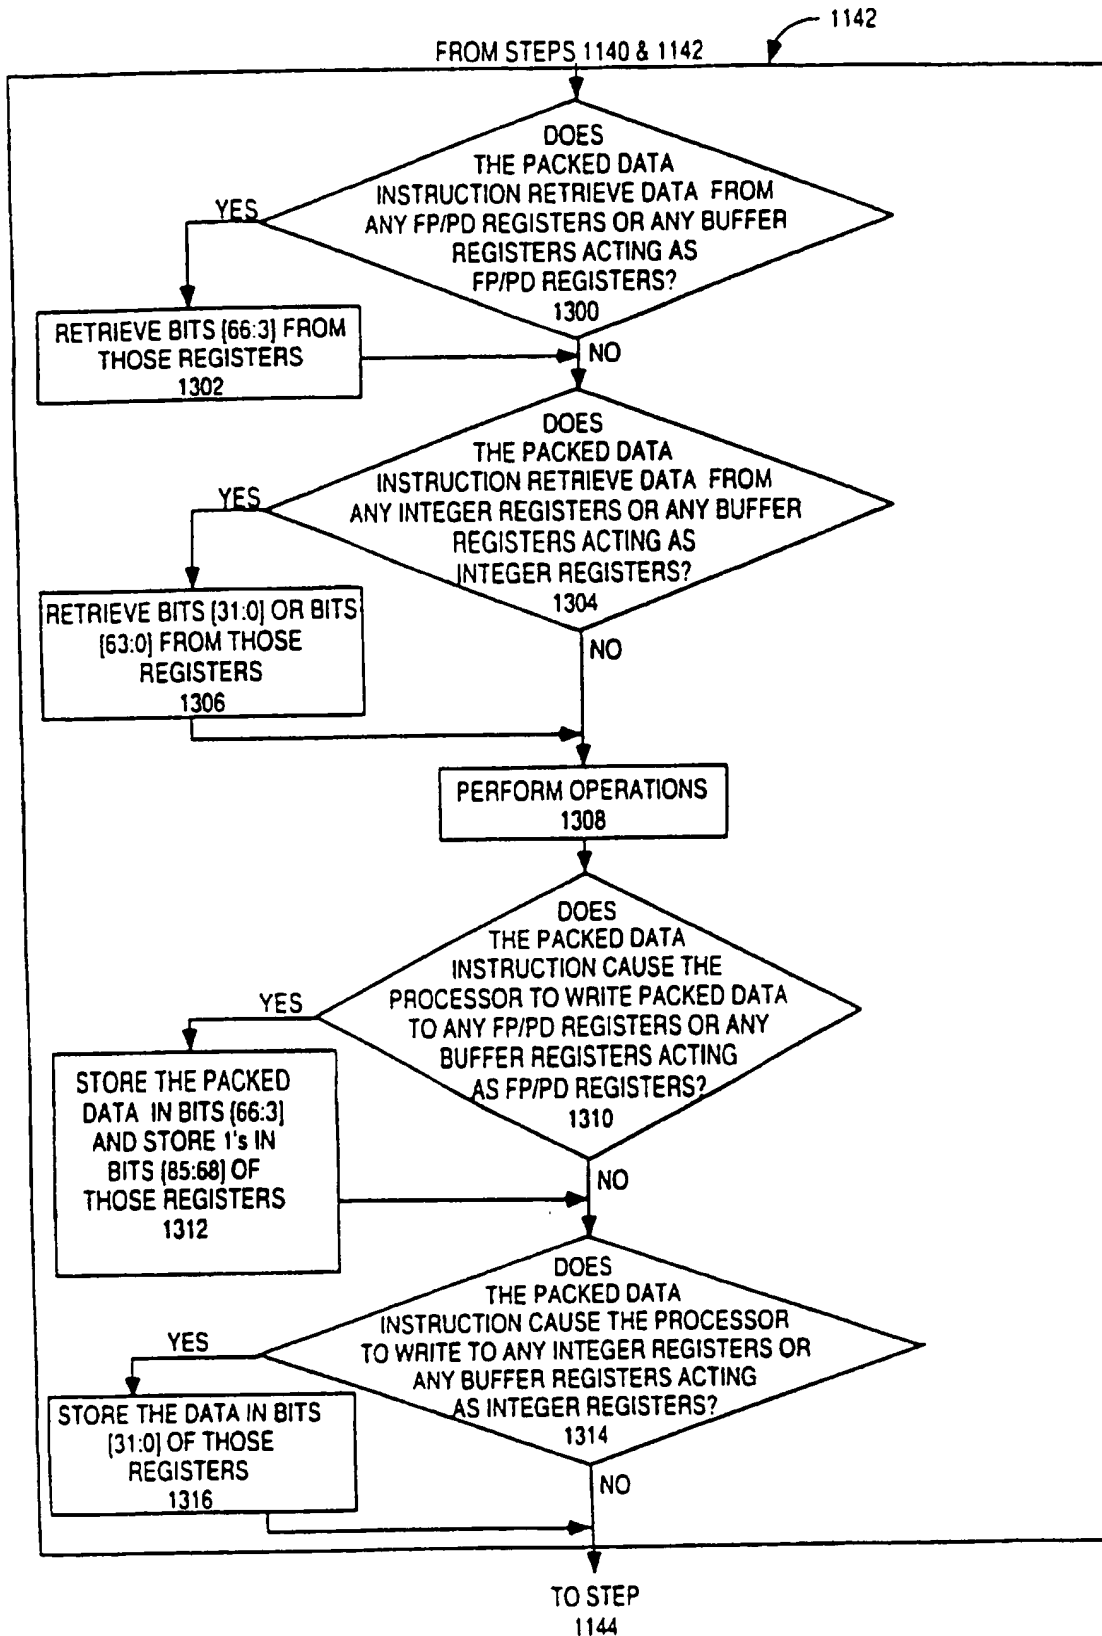 1142
FROM STEPS 1140 & 1142
DOES
THE PACKED DATA
INSTRUCTION RETRIEVE DATA FROM
ANY FP/PD REGISTERS OR ANY BUFFER
REGISTERS ACTING AS
FP/PD REGISTERS?
1300
YES
NO
RETRIEVE BITS [66:3] FROM
THOSE REGISTERS
1302
DOES
THE PACKED DATA
INSTRUCTION RETRIEVE DATA FROM
ANY INTEGER REGISTERS OR ANY BUFFER
REGISTERS ACTING AS
INTEGER REGISTERS?
1304
YES
NO
RETRIEVE BITS [31:0] OR BITS
[63:0] FROM THOSE
REGISTERS
1306
PERFORM OPERATIONS
1308
DOES
THE PACKED DATA
INSTRUCTION CAUSE THE
PROCESSOR TO WRITE PACKED DATA
TO ANY FP/PD REGISTERS OR ANY
BUFFER REGISTERS ACTING
AS FP/PD REGISTERS?
1310
YES
NO
STORE THE PACKED
DATA IN BITS [66:3]
AND STORE 1's IN
BITS [85:68] OF
THOSE REGISTERS
1312
DOES
THE PACKED DATA
INSTRUCTION CAUSE THE PROCESSOR
TO WRITE TO ANY INTEGER REGISTERS OR
ANY BUFFER REGISTERS ACTING
AS INTEGER REGISTERS?
1314
YES
NO
STORE THE DATA IN BITS
[31:0] OF THOSE
REGISTERS
1316
TO STEP
1144